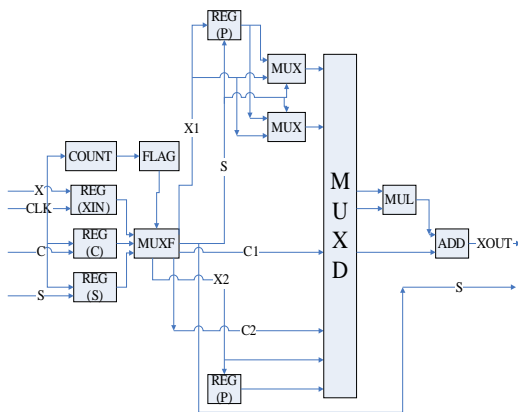 REG
(P)
MUX
X1
MUX
S
COUNT
FLAG
X
REG
(XIN)
CLK
MUXD
MUL
C
REG
(C)
MUXF
C1
ADD
XOUT
X2
S
REG
(S)
S
C2
REG
(P)